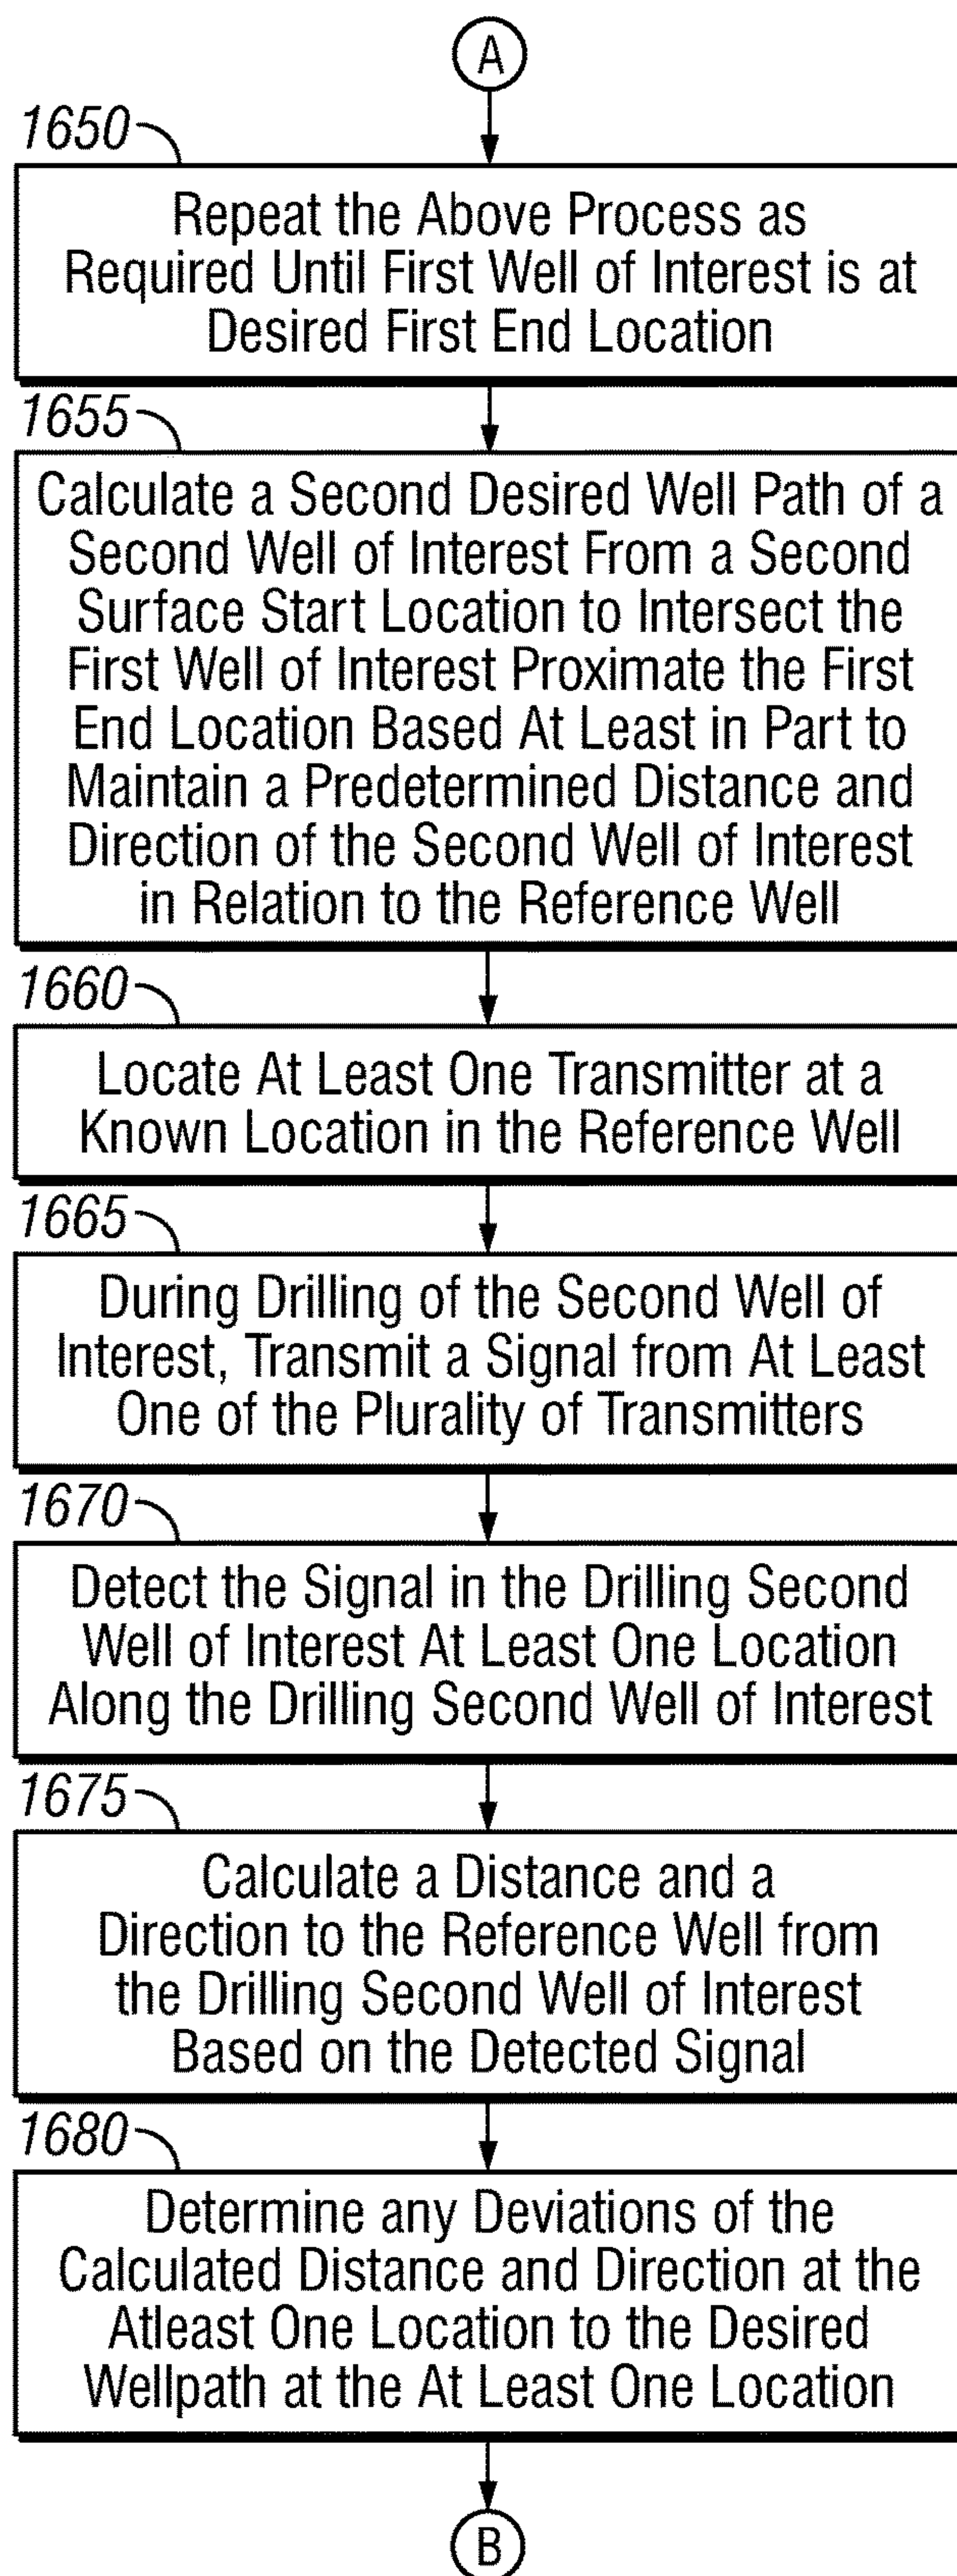 A
1650
Repeat the Above Process as
Required Until First Well of Interest is at
Desired First End Location
1655
Calculate a Second Desired Well Path of a
Second Well of Interest From a Second
Surface Start Location to Intersect the
First Well of Interest Proximate the First
End Location Based At Least in Part to
Maintain a Predetermined Distance and
Direction of the Second Well of Interest
in Relation to the Reference Well
1660
Locate At Least One Transmitter at a
Known Location in the Reference Well
1665
During Drilling of the Second Well of
Interest, Transmit a Signal from At Least
One of the Plurality of Transmitters
1670
Detect the Signal in the Drilling Second
Well of Interest At Least One Location
Along the Drilling Second Well of Interest
1675
Calculate a Distance and a
Direction to the Reference Well from
the Drilling Second Well of Interest
Based on the Detected Signal
1680
Determine any Deviations of the
Calculated Distance and Direction at the
Atleast One Location to the Desired
Wellpath at the At Least One Location
B